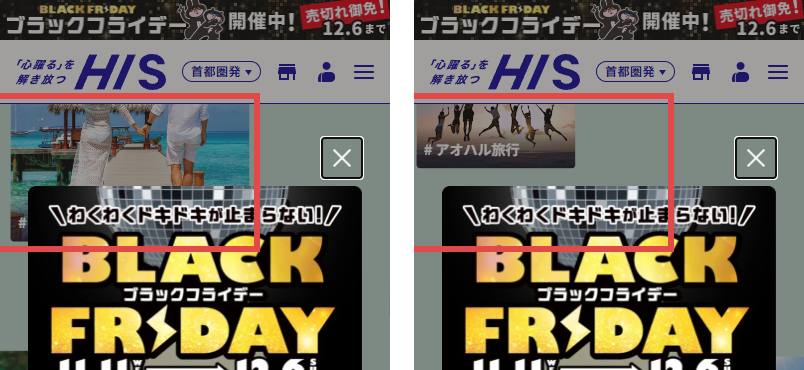 BLACK FRIDAY
ブラックフライデー 開催中! 売切れ御免! 12.6まで
「心躍る」を
解き放つ
HIS
首都圏発
#
\わくわくドキドキが止まらない!/
BLACK
ブラックフライデー
FRIDAY
BLACK FRIDAY
ブラックフライデー 開催中! 売切れ御免! 12.6まで
「心躍る」を
解き放つ
HIS
首都圏発
#アオハル旅行
\わくわくドキドキが止まらない!/
BLACK
ブラックフライデー
FRIDAY